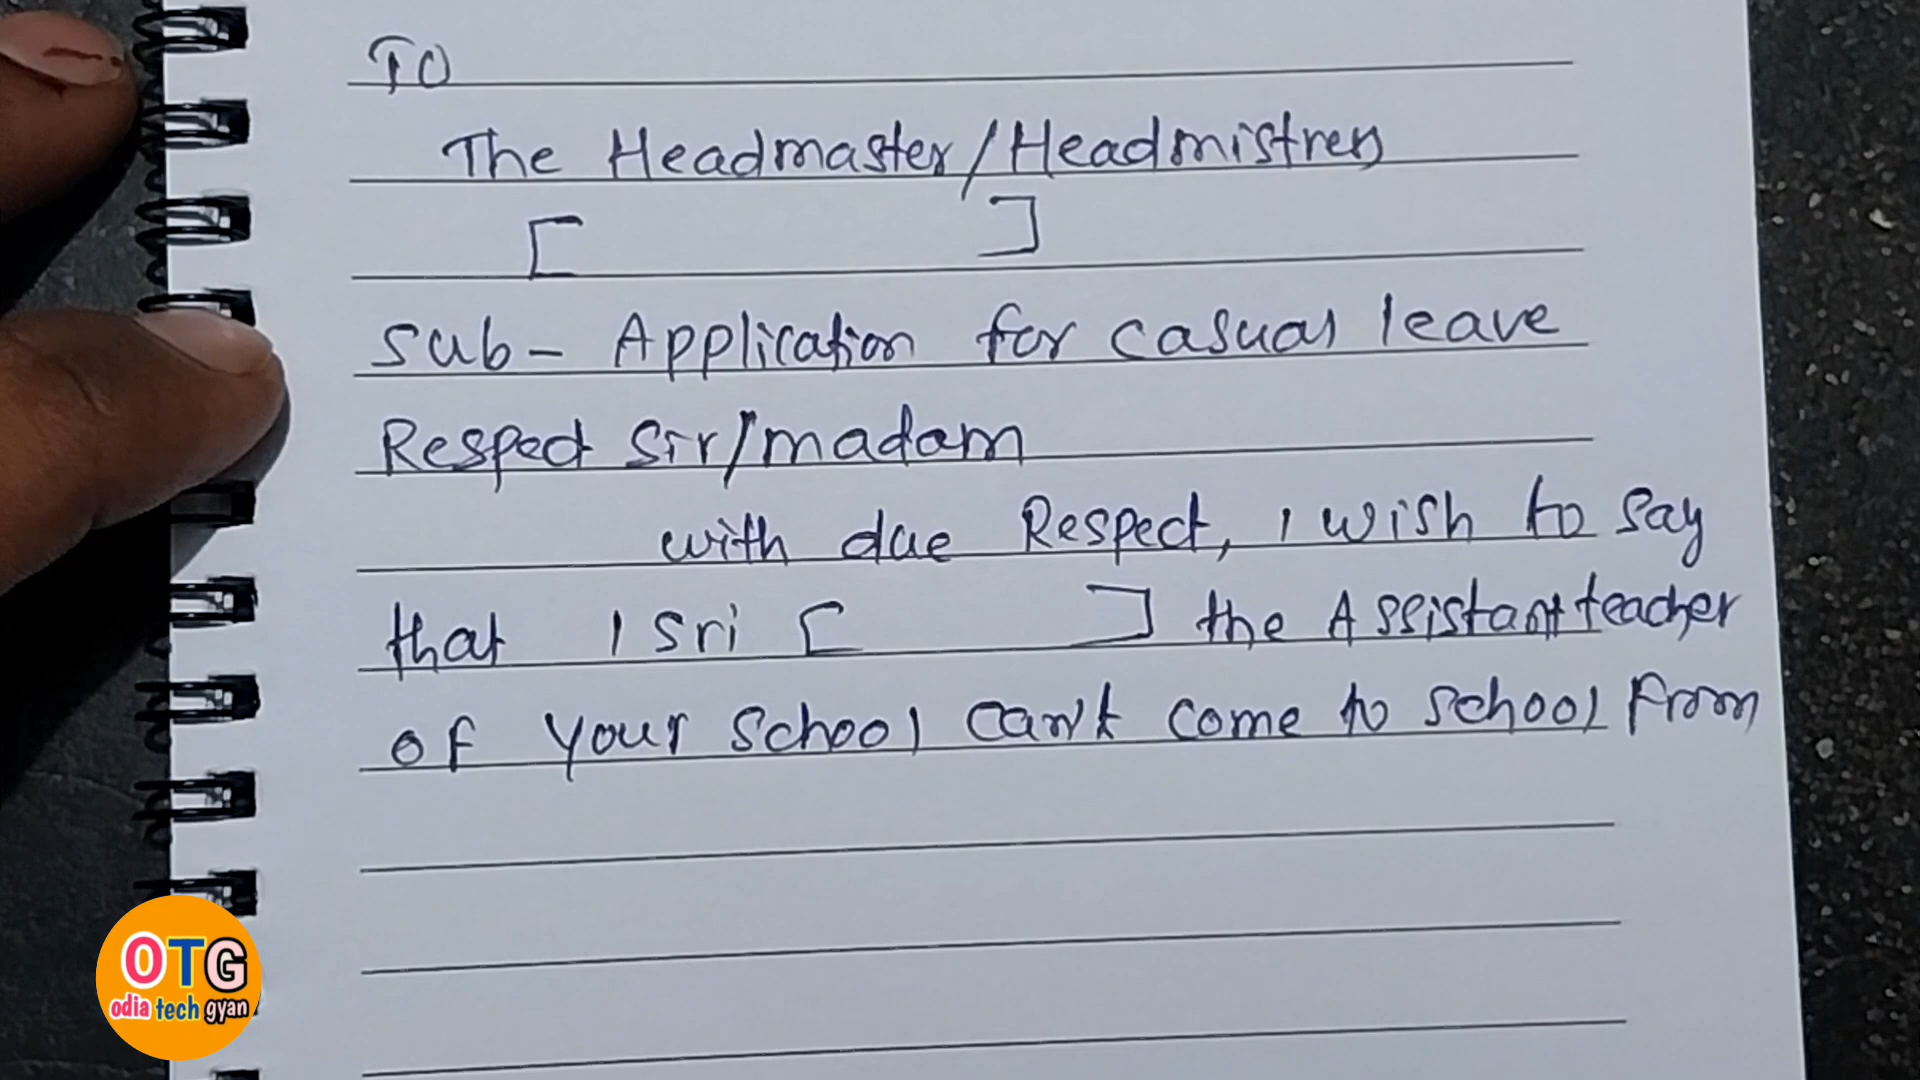 TO
The Headmaster/Headmistress
[ ]
Sub- Application for casual leave
Respect Sir/madam
with due Respect, I wish to say
that I Sri [ ] the Assistant teacher
of your school can't come to school from
OTG
odia tech gyan